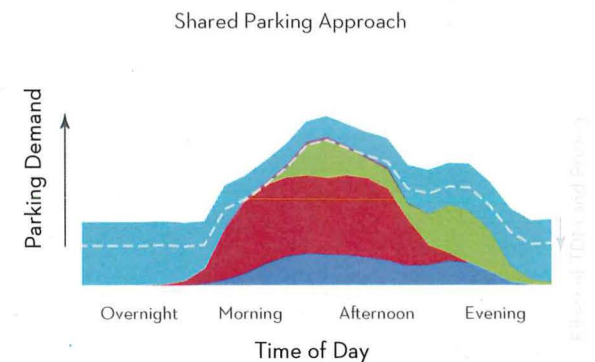 Shared Parking Approach
Parking Demand
Overnight
Morning
Afternoon
Evening
Time of Day